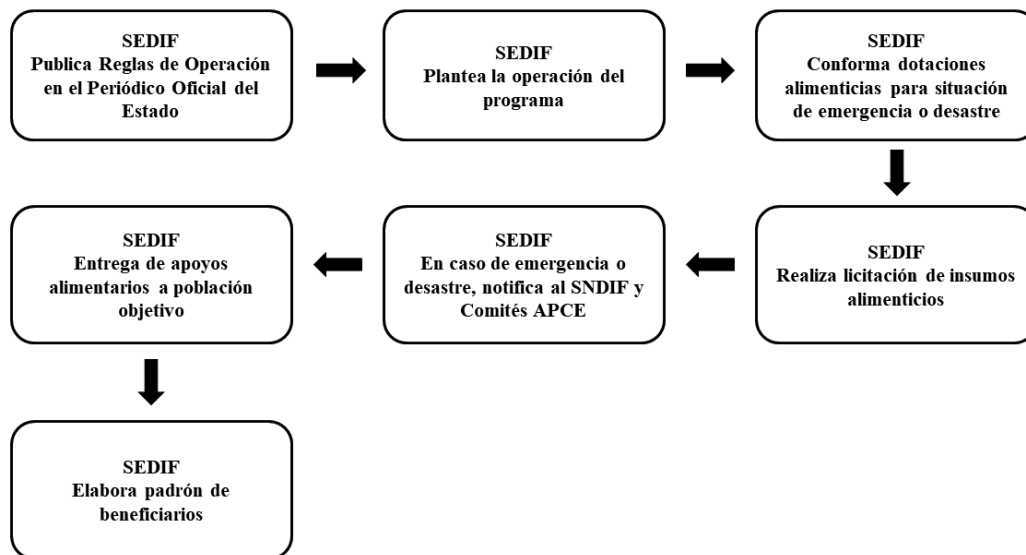 SEDIF
Publica Reglas de Operación
en el Periódico Oficial del
Estado
SEDIF
Plantea la operación del
programa
SEDIF
Conforma dotaciones
alimenticias para situación
de emergencia o desastre
SEDIF
Realiza licitación de insumos
alimenticios
SEDIF
En caso de emergencia o
desastre, notifica al SNDIF y
Comités APCE
SEDIF
Entrega de apoyos
alimentarios a población
objetivo
SEDIF
Elabora padrón de
beneficiarios